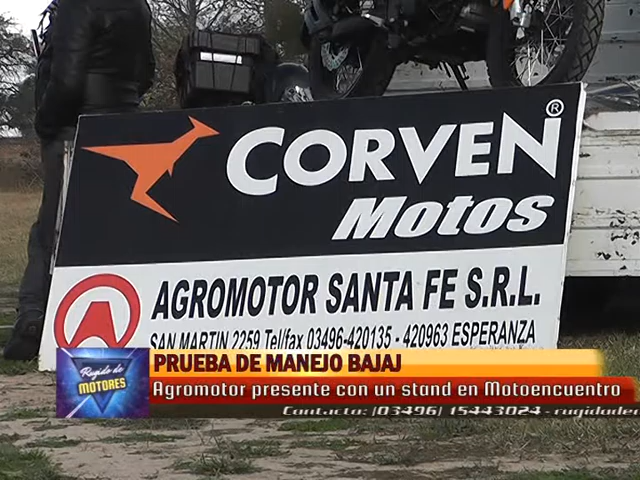 CORVEN®
Motos
AGROMOTOR SANTA FE S.R.L.
SAN MARTIN 2259 Tel/fax 03496-420135 - 420963 ESPERANZA
Rugido de
MOTORES
PRUEBA DE MANEJO BAJAJ
Agromotor presente con un stand en Motoencuentro
Contacto: (03496) 15443024 - rugidode